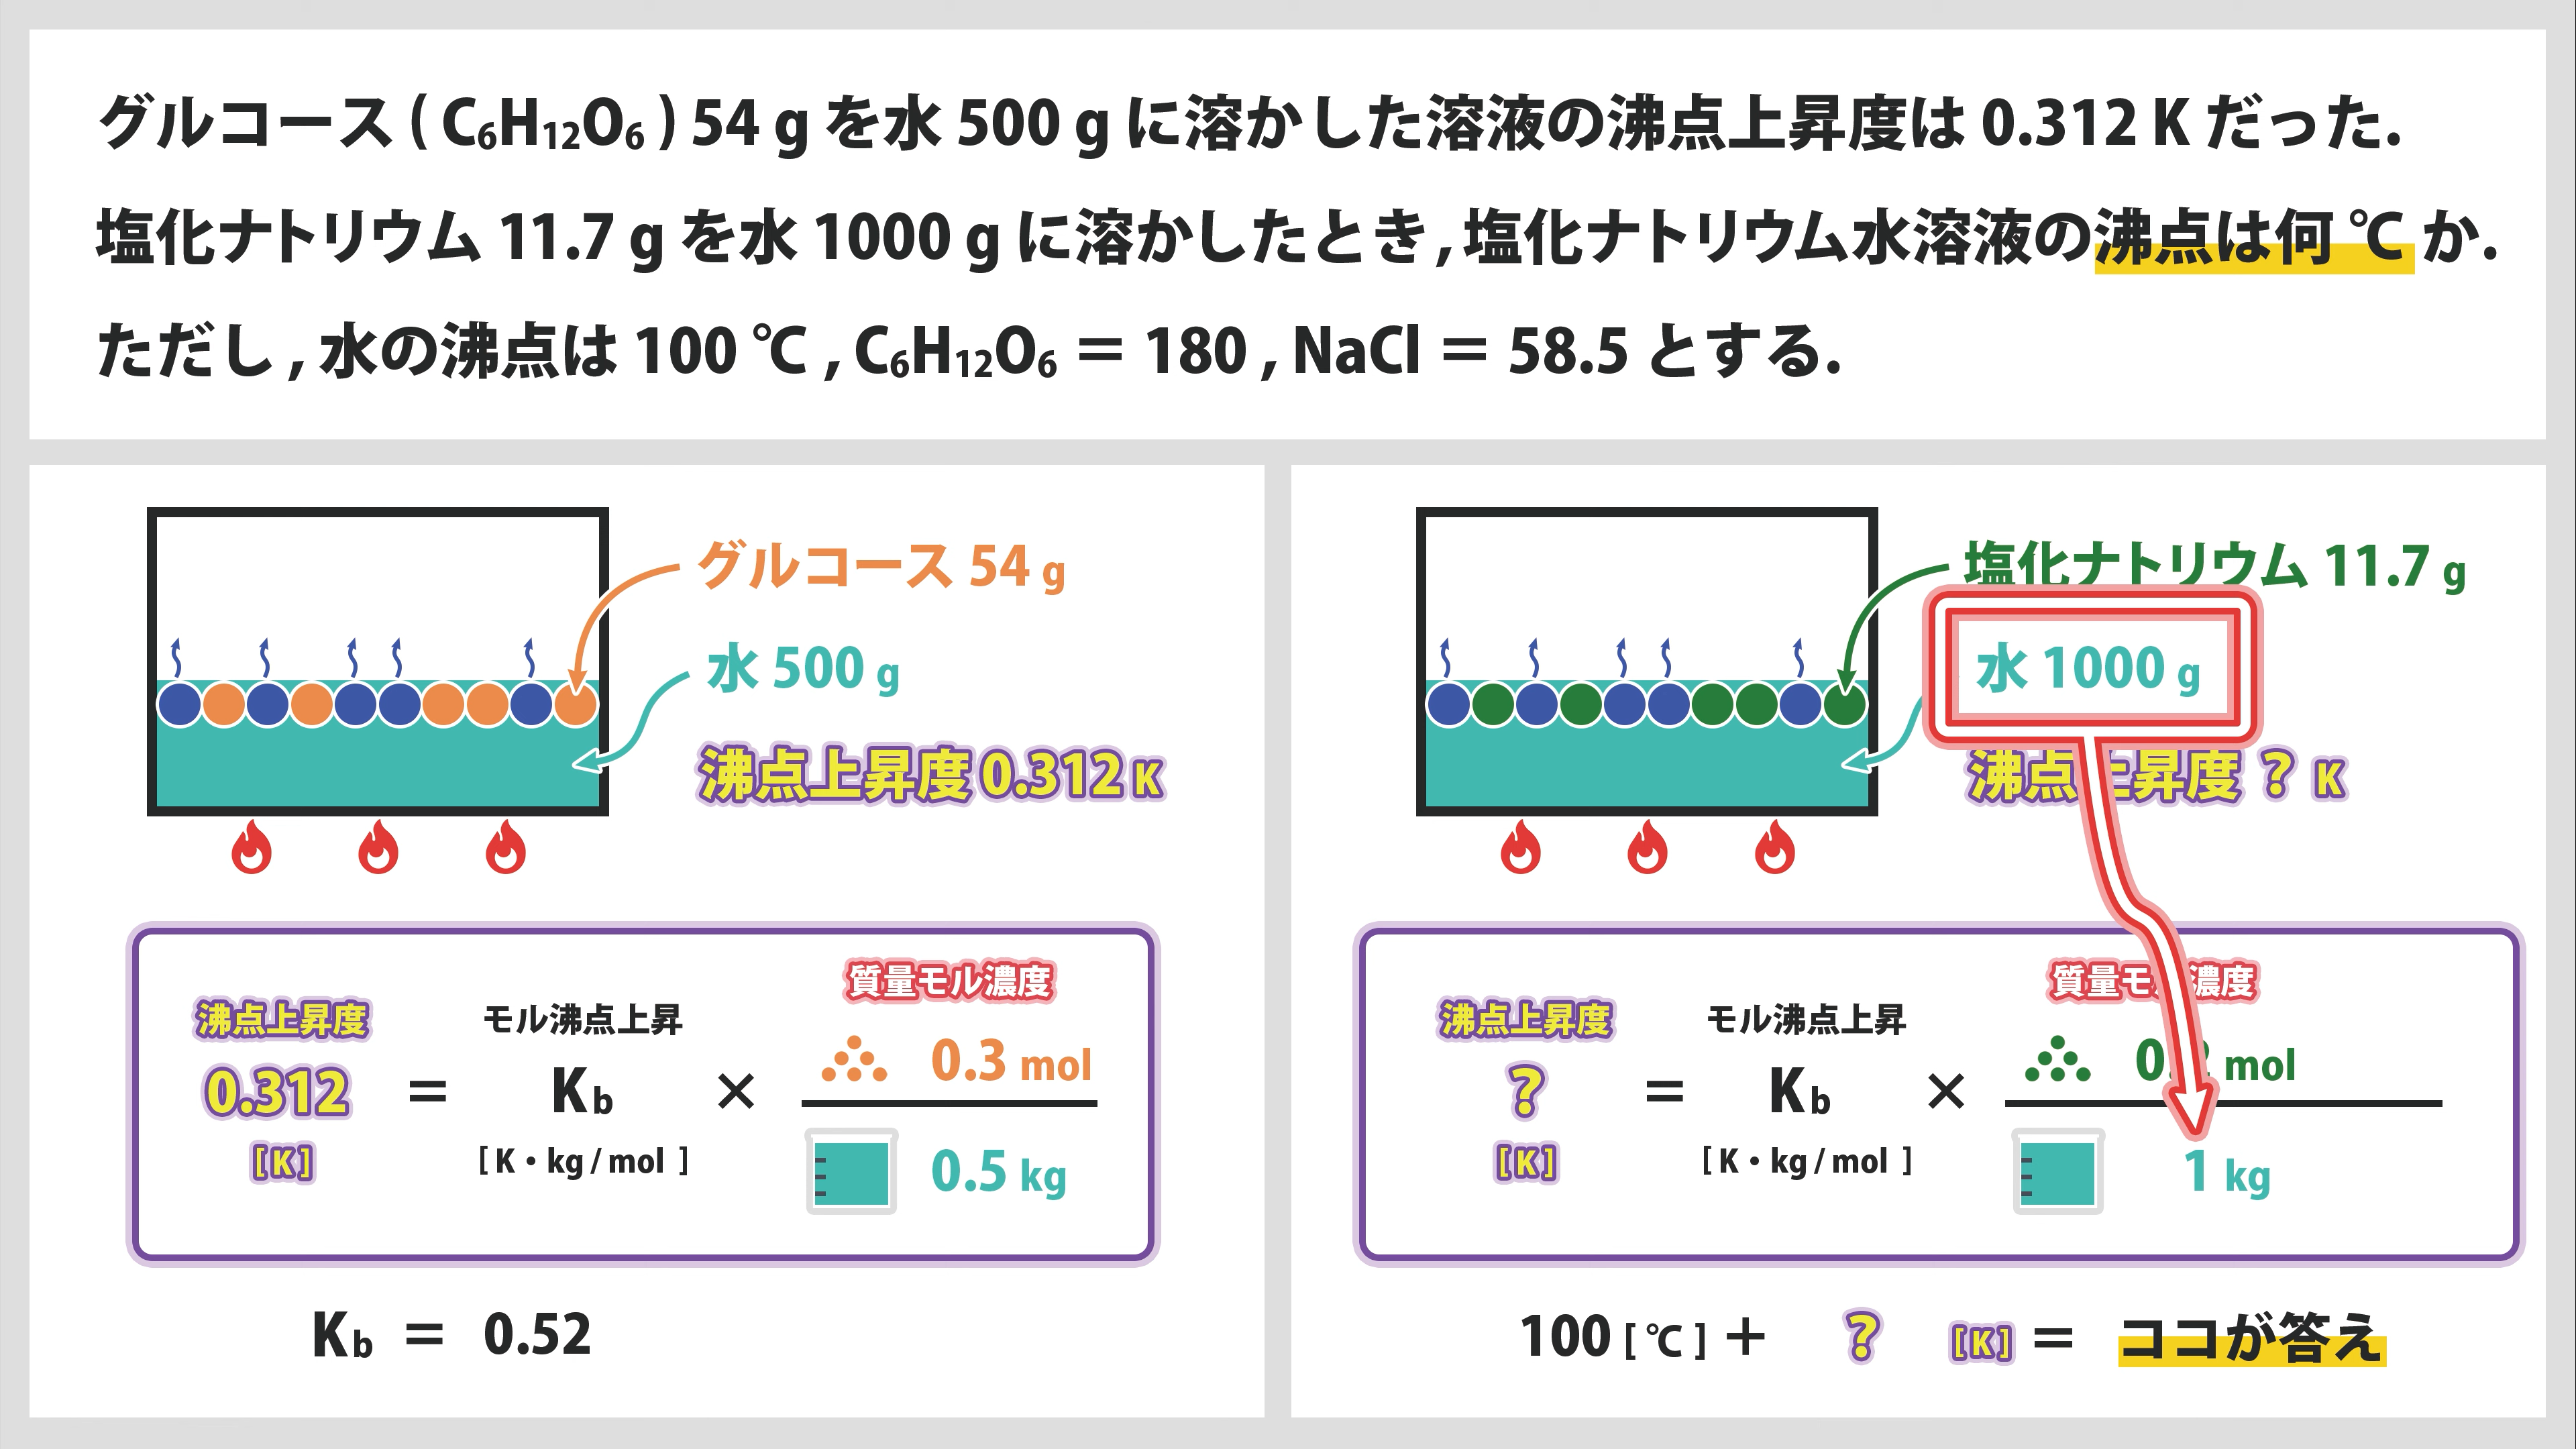 グルコース ( C₆H₁₂O₆ ) 54 g を水 500 g に溶かした溶液の沸点上昇度は 0.312 K だった.
塩化ナトリウム 11.7 g を水 1000 g に溶かしたとき , 塩化ナトリウム水溶液の沸点は何 ℃ か.
ただし , 水の沸点は 100 ℃ , C₆H₁₂O₆ ＝ 180 , NaCl ＝ 58.5 とする.
グルコース 54 g
水 500 g
沸点上昇度 0.312 K
質量モル濃度
沸点上昇度
モル沸点上昇
0.312 ＝ Kb × 0.3 mol
[ K ]
[ K・kg / mol ]
0.5 kg
Kb ＝ 0.52
塩化ナトリウム 11.7 g
水 1000 g
沸点上昇度 ? K
質量モル濃度
沸点上昇度
モル沸点上昇
? ＝ Kb ×
mol
[ K ]
[ K・kg / mol ]
1 kg
100 [ ℃ ] ＋ ? [ K ] ＝ ココが答え